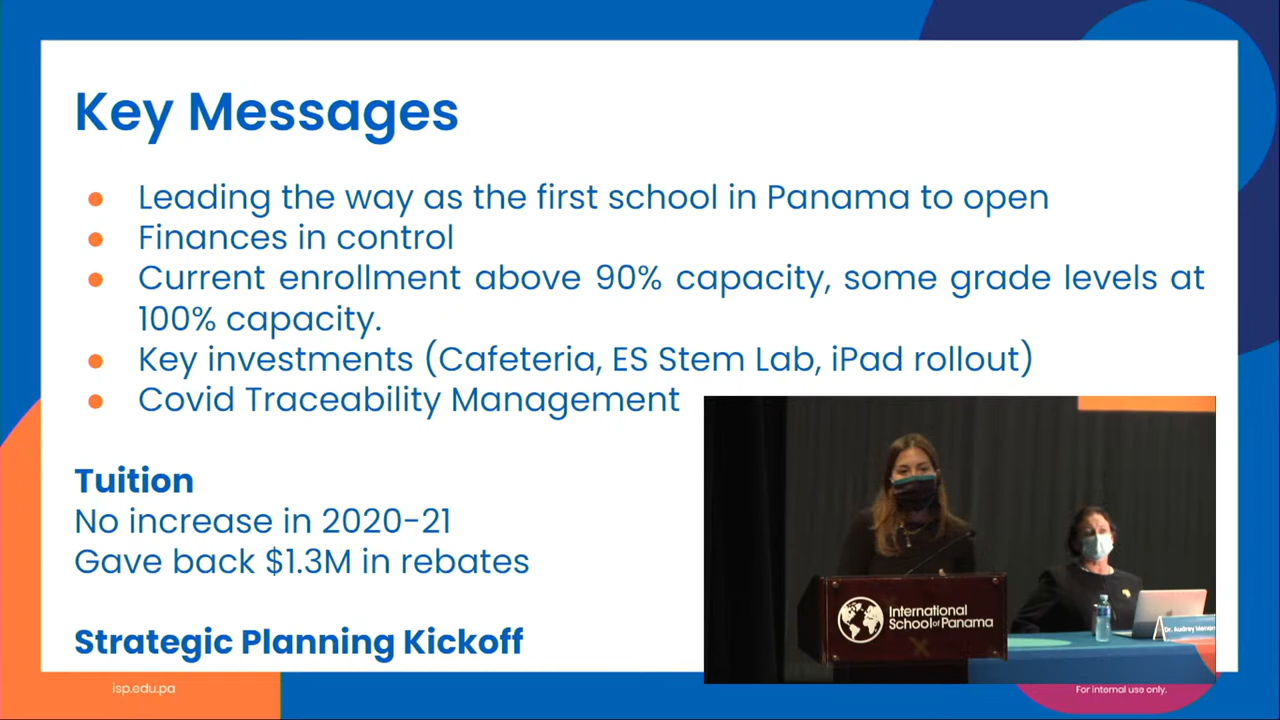 Key Messages
Leading the way as the first school in Panama to open
Finances in control
Current enrollment above 90% capacity, some grade levels at
100% capacity.
Key investments (Cafeteria, ES Stem Lab, iPad rollout)
Covid Traceability Management
Tuition
No increase in 2020-21
Gave back $1.3M in rebates
Strategic Planning Kickoff
International
School of Panama
Dr. Audrey
isp.edu.pa
For internal use only.